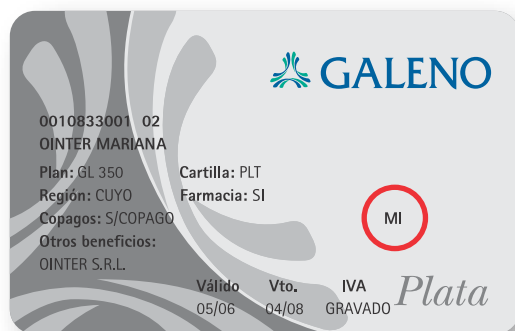 GALENO
0010833001 02
OINTER MARIANA
Plan: GL 350 Cartilla: PLT
Región: CUYO Farmacia: SI
Copagos: S/COPAGO MI
Otros beneficios:
OINTER S.R.L.
Válido Vto. IVA
05/06 04/08 GRAVADO Plata